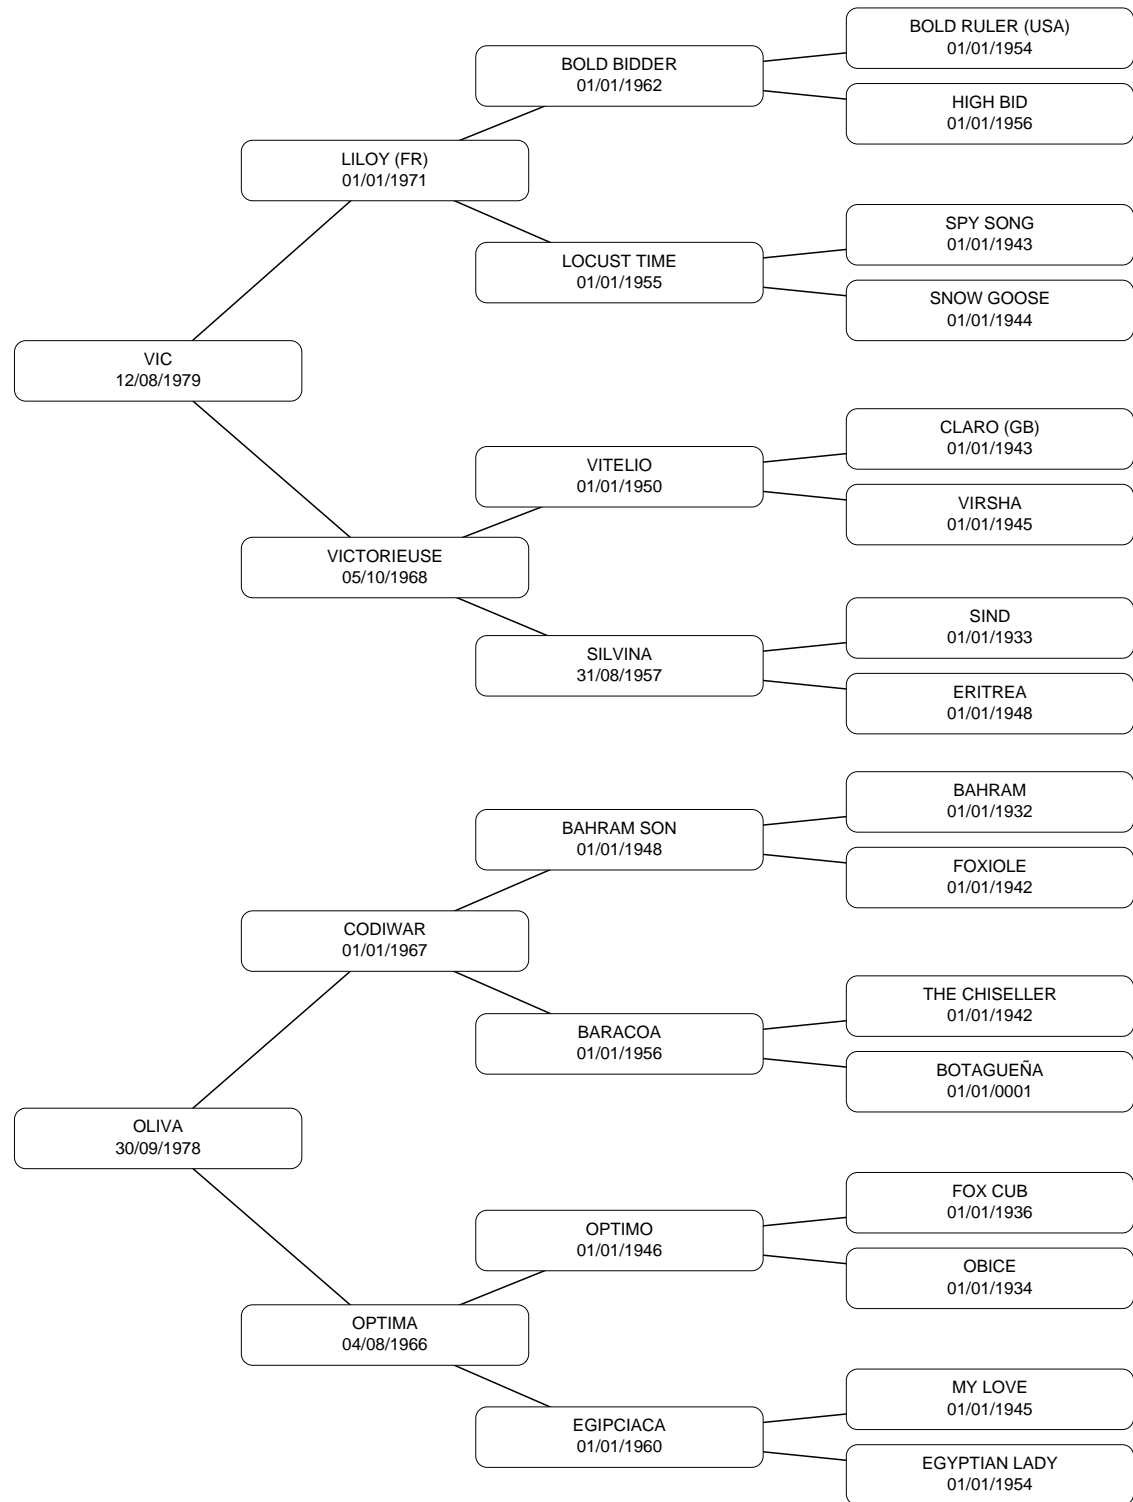 BOLD RULER (USA)
01/01/1954
BOLD BIDDER
01/01/1962
HIGH BID
01/01/1956
LILOY (FR)
01/01/1971
SPY SONG
01/01/1943
LOCUST TIME
01/01/1955
SNOW GOOSE
01/01/1944
VIC
12/08/1979
CLARO (GB)
01/01/1943
VITELIO
01/01/1950
VIRSHA
01/01/1945
VICTORIEUSE
05/10/1968
SIND
01/01/1933
SILVINA
31/08/1957
ERITREA
01/01/1948
BAHRAM
01/01/1932
BAHRAM SON
01/01/1948
FOXIOLE
01/01/1942
CODIWAR
01/01/1967
THE CHISELLER
01/01/1942
BARACOA
01/01/1956
BOTAGUEÑA
01/01/0001
OLIVA
30/09/1978
FOX CUB
01/01/1936
OPTIMO
01/01/1946
OBICE
01/01/1934
OPTIMA
04/08/1966
MY LOVE
01/01/1945
EGIPCIACA
01/01/1960
EGYPTIAN LADY
01/01/1954